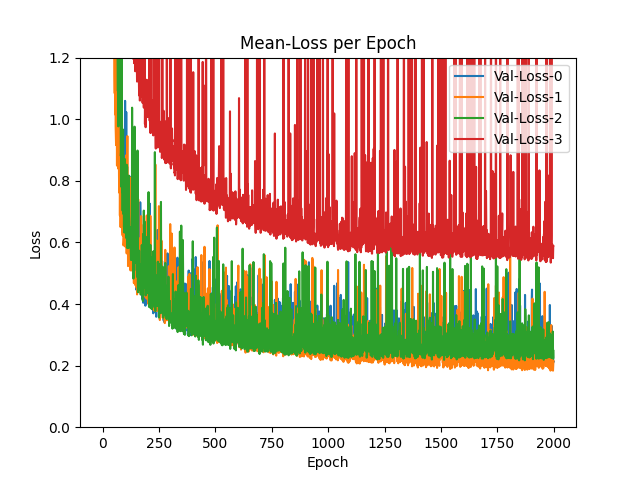 Mean-Loss per Epoch
1.2
1.0
0.8
0.6
0.4
0.2
0.0
Loss
Val-Loss-0
Val-Loss-1
Val-Loss-2
Val-Loss-3
0 250 500 750 1000 1250 1500 1750 2000
Epoch